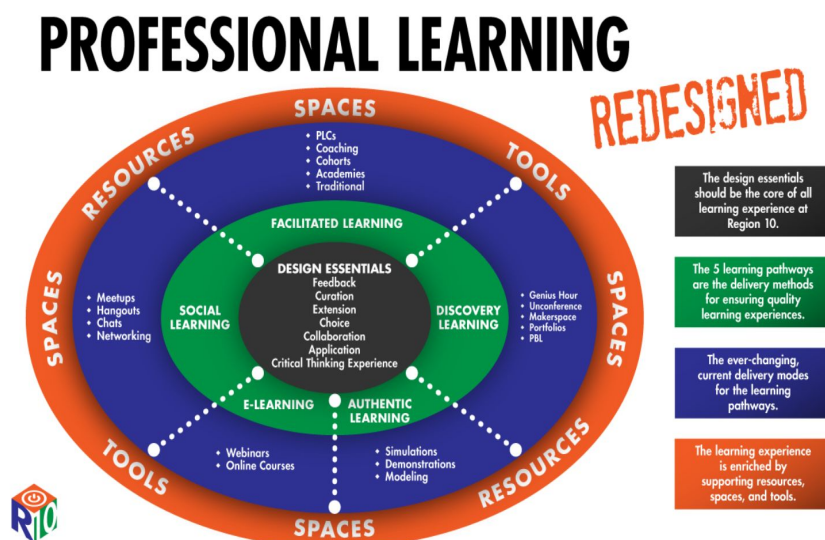 PROFESSIONAL LEARNING
REDESIGNED
SPACES
RESOURCES
TOOLS
SPACES
SPACES
TOOLS
RESOURCES
SPACES
PLCs
Coaching
Cohorts
Academies
Traditional
FACILITATED LEARNING
DESIGN ESSENTIALS
Feedback
Curation
Extension
Choice
Collaboration
Application
Critical Thinking Experience
SOCIAL
LEARNING
Meetups
Hangouts
Chats
Networking
DISCOVERY
LEARNING
Genius Hour
Unconference
Makerspace
Portfolios
PBL
E-LEARNING
Webinars
Online Courses
AUTHENTIC
LEARNING
Simulations
Demonstrations
Modeling
The design essentials
should be the core of all
learning experience at
Region 10.
The 5 learning pathways
are the delivery methods
for ensuring quality
learning experiences.
The ever-changing,
current delivery modes
for the learning
pathways.
The learning experience
is enriched by
supporting resources,
spaces, and tools.
R10